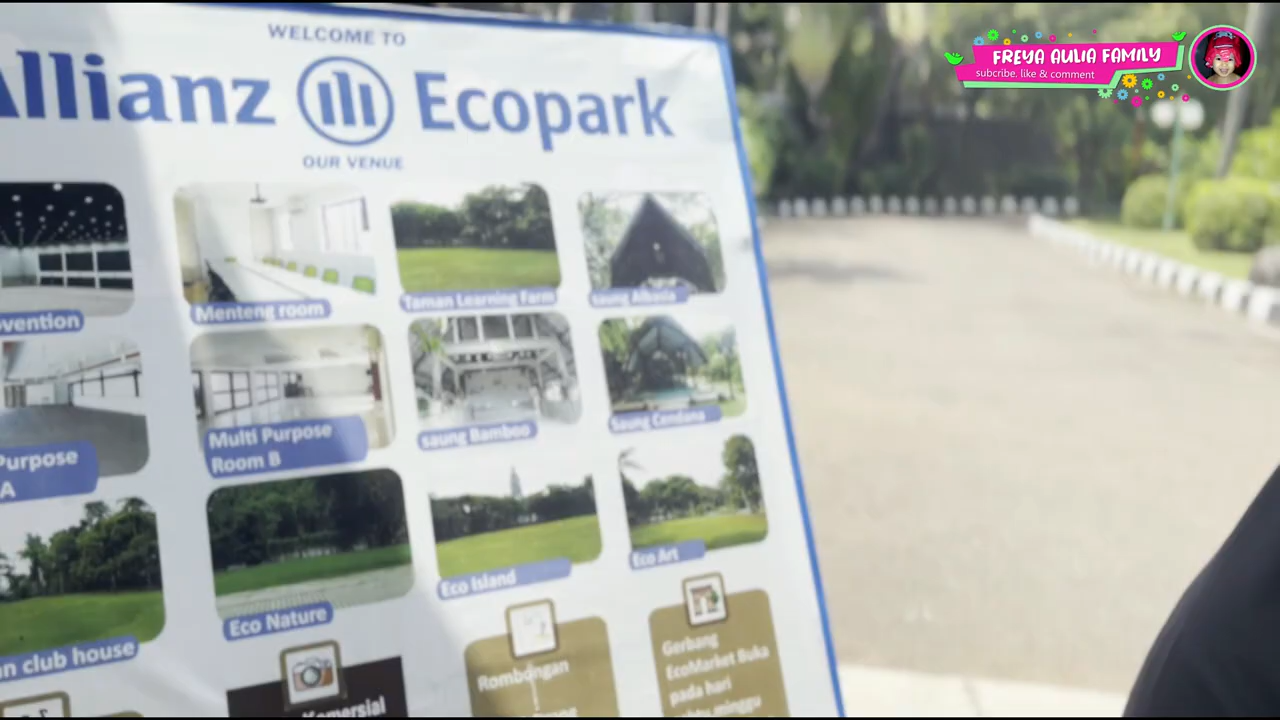 WELCOME TO
Allianz Ecopark
OUR VENUE
FREYA AULIA FAMILY
subcribe, like & comment
Menteng room
Taman Learning Farm
saung Albasia
Multi Purpose
Room B
saung Bamboo
Saung Cendana
Purpose
A
club house
Eco Nature
Eco Island
Eco Art
Komersial
Rombongan
Gerbang
EcoMarket Buka
pada hari
minggu